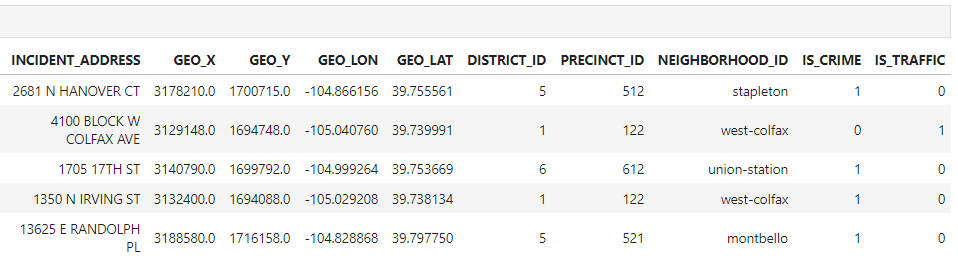 INCIDENT_ADDRESS GEO_X GEO_Y GEO_LON GEO_LAT DISTRICT_ID PRECINCT_ID NEIGHBORHOOD_ID IS_CRIME IS_TRAFFIC
2681 N HANOVER CT 3178210.0 1700715.0 -104.866156 39.755561 5 512 stapleton 1 0
4100 BLOCK W
COLFAX AVE 3129148.0 1694748.0 -105.040760 39.739991 1 122 west-colfax 0 1
1705 17TH ST 3140790.0 1699792.0 -104.999264 39.753669 6 612 union-station 1 0
1350 N IRVING ST 3132400.0 1694088.0 -105.029208 39.738134 1 122 west-colfax 1 0
13625 E RANDOLPH
PL 3188580.0 1716158.0 -104.828868 39.797750 5 521 montbello 1 0